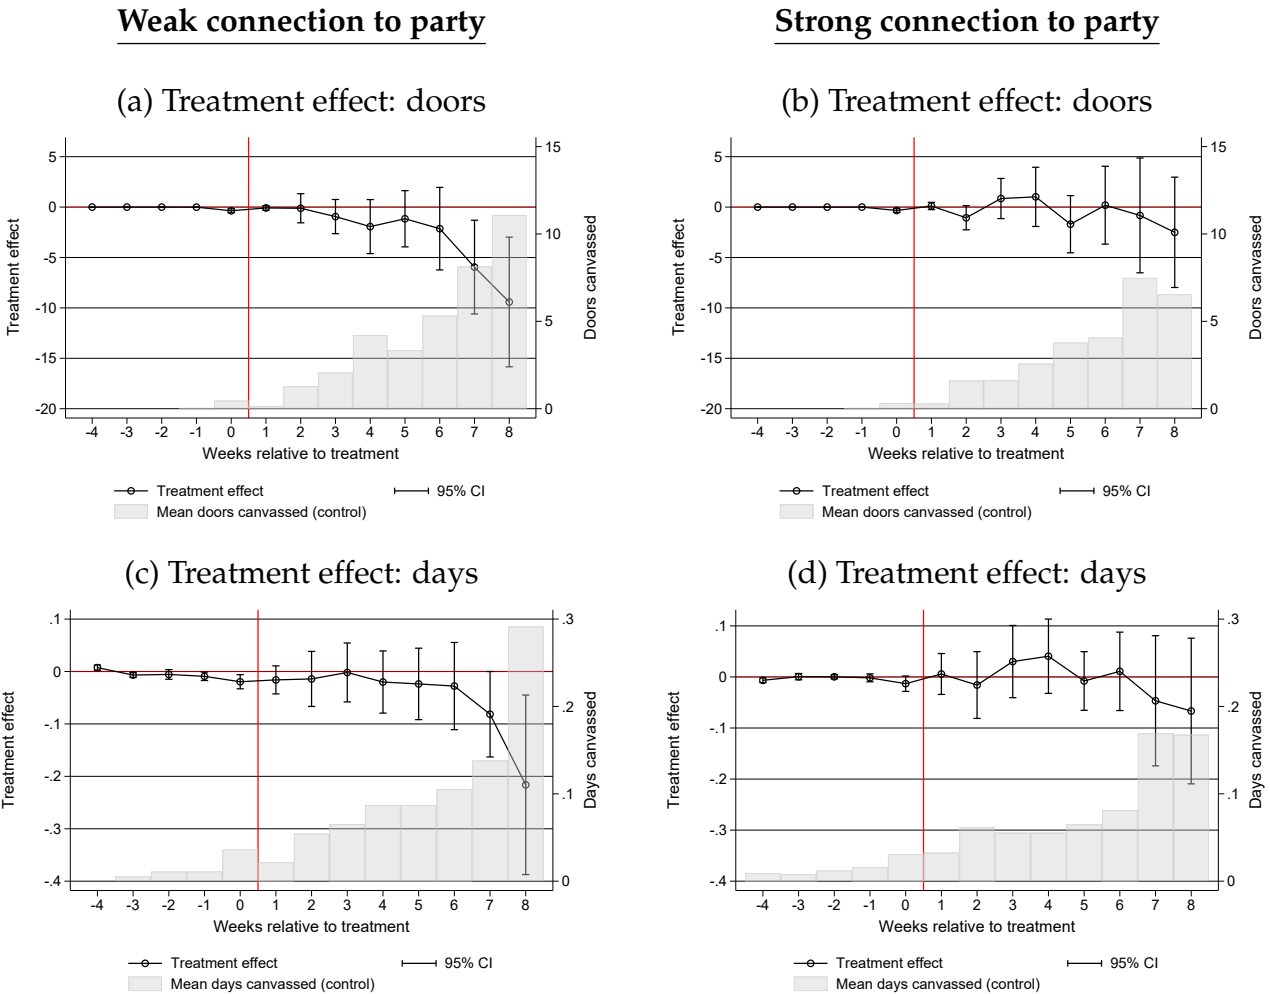 Weak connection to party
Strong connection to party
(a) Treatment effect: doors
5
0
-5
-10
-15
-20
Treatment effect
15
10
5
0
Doors canvassed
-4 -3 -2 -1 0 1 2 3 4 5 6 7 8
Weeks relative to treatment
Treatment effect
95% CI
Mean doors canvassed (control)
(b) Treatment effect: doors
5
0
-5
-10
-15
-20
Treatment effect
15
10
5
0
Doors canvassed
-4 -3 -2 -1 0 1 2 3 4 5 6 7 8
Weeks relative to treatment
Treatment effect
95% CI
Mean doors canvassed (control)
(c) Treatment effect: days
.1
0
-.1
-.2
-.3
-.4
Treatment effect
.3
.2
.1
0
Days canvassed
-4 -3 -2 -1 0 1 2 3 4 5 6 7 8
Weeks relative to treatment
Treatment effect
95% CI
Mean days canvassed (control)
(d) Treatment effect: days
.1
0
-.1
-.2
-.3
-.4
Treatment effect
.3
.2
.1
0
Days canvassed
-4 -3 -2 -1 0 1 2 3 4 5 6 7 8
Weeks relative to treatment
Treatment effect
95% CI
Mean days canvassed (control)